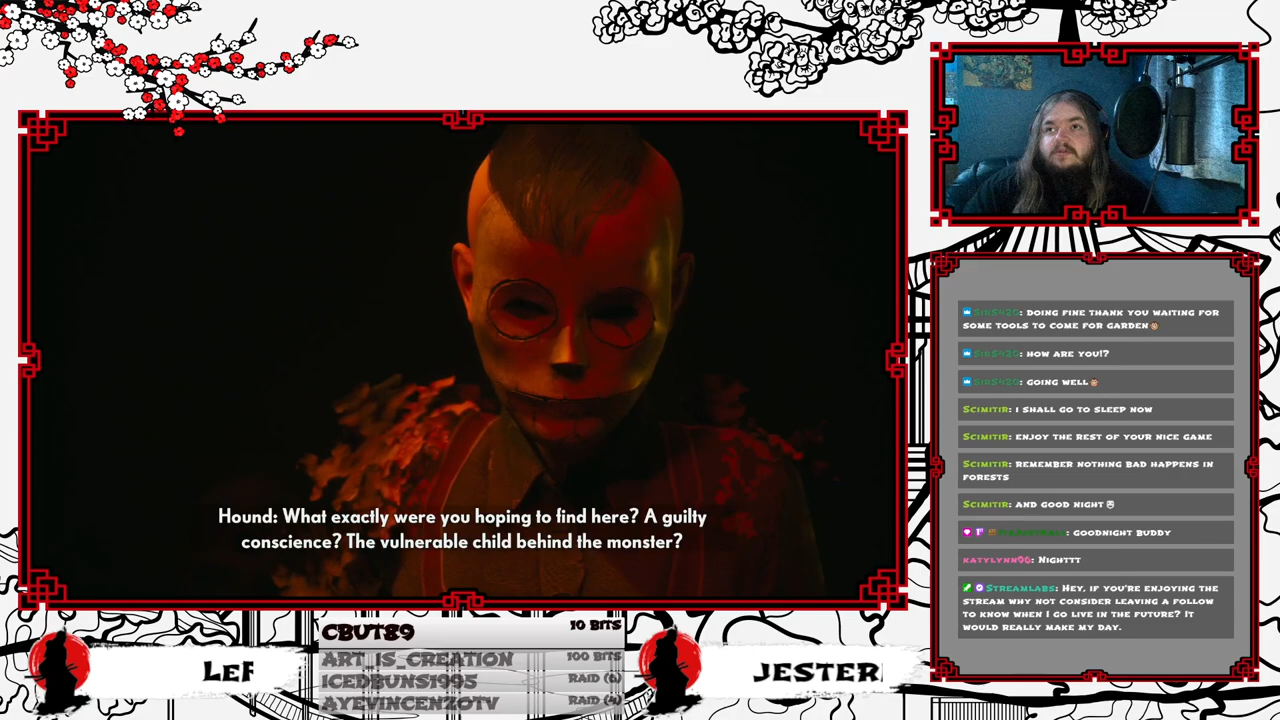 Hound: What exactly were you hoping to find here? A guilty
conscience? The vulnerable child behind the monster?
: DOING FINE THANK YOU WAITING FOR
SOME TOOLS TO COME FOR GARDEN
: HOW ARE YOU!?
: GOING WELL
SCIMITIR: I SHALL GO TO SLEEP NOW
SCIMITIR: ENJOY THE REST OF YOUR NICE GAME
SCIMITIR: REMEMBER NOTHING BAD HAPPENS IN
FORESTS
SCIMITIR: AND GOOD NIGHT
: GOODNIGHT BUDDY
KATYLYNN96: NIGHTTT
STREAMLABS: HEY, IF YOU'RE ENJOYING THE
STREAM WHY NOT CONSIDER LEAVING A FOLLOW
TO KNOW WHEN I GO LIVE IN THE FUTURE? IT
WOULD REALLY MAKE MY DAY.
LEF
CBUT89 10 BITS
ART_IS_CREATION 100 BITS
ICEDBUNS1995 RAID (6)
AYEVINCENZOTV RAID (4)
JESTER